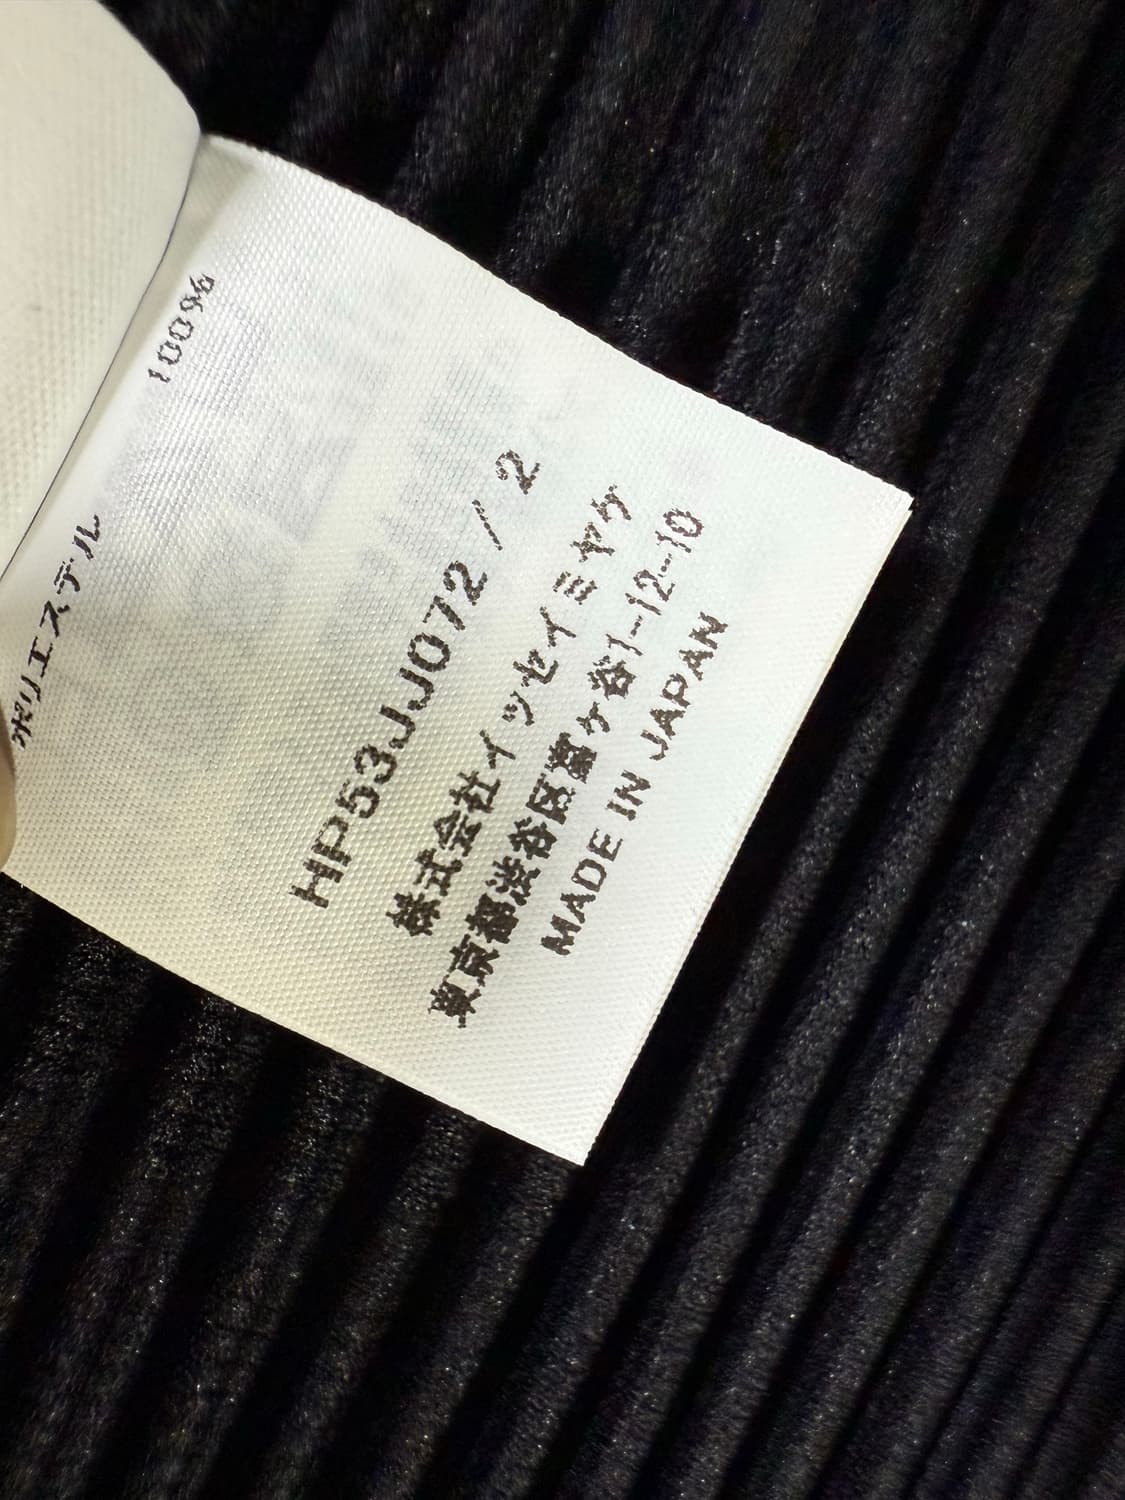 ポリエステル 100%
HP53JJ072 / 2
株式会社イッセイミヤケ
東京都渋谷区富ヶ谷1-12-10
MADE IN JAPAN